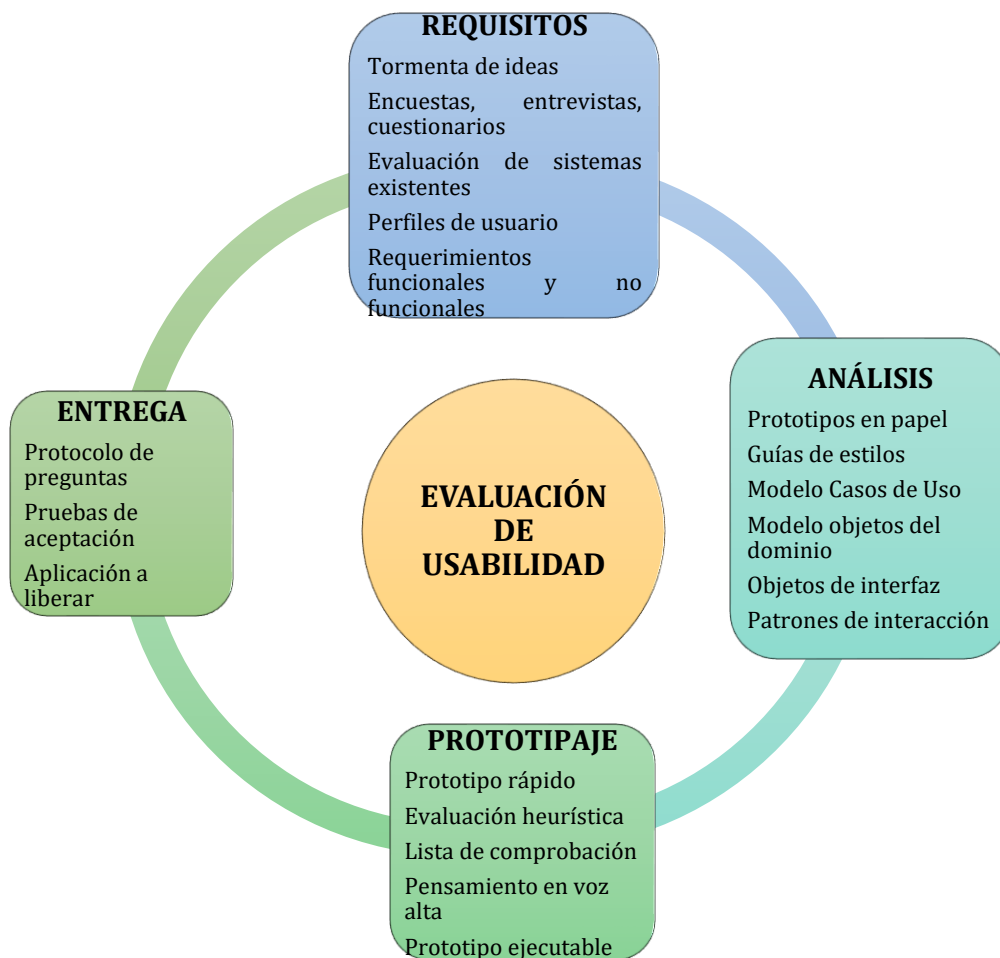 REQUISITOS
Tormenta de ideas
Encuestas, entrevistas,
cuestionarios
Evaluación de sistemas
existentes
Perfiles de usuario
Requerimientos
funcionales y no
funcionales
ANÁLISIS
Prototipos en papel
Guías de estilos
Modelo Casos de Uso
Modelo objetos del
dominio
Objetos de interfaz
Patrones de interacción
ENTREGA
Protocolo de
preguntas
Pruebas de
aceptación
Aplicación a
liberar
EVALUACIÓN
DE
USABILIDAD
PROTOTIPAJE
Prototipo rápido
Evaluación heurística
Lista de comprobación
Pensamiento en voz
alta
Prototipo ejecutable